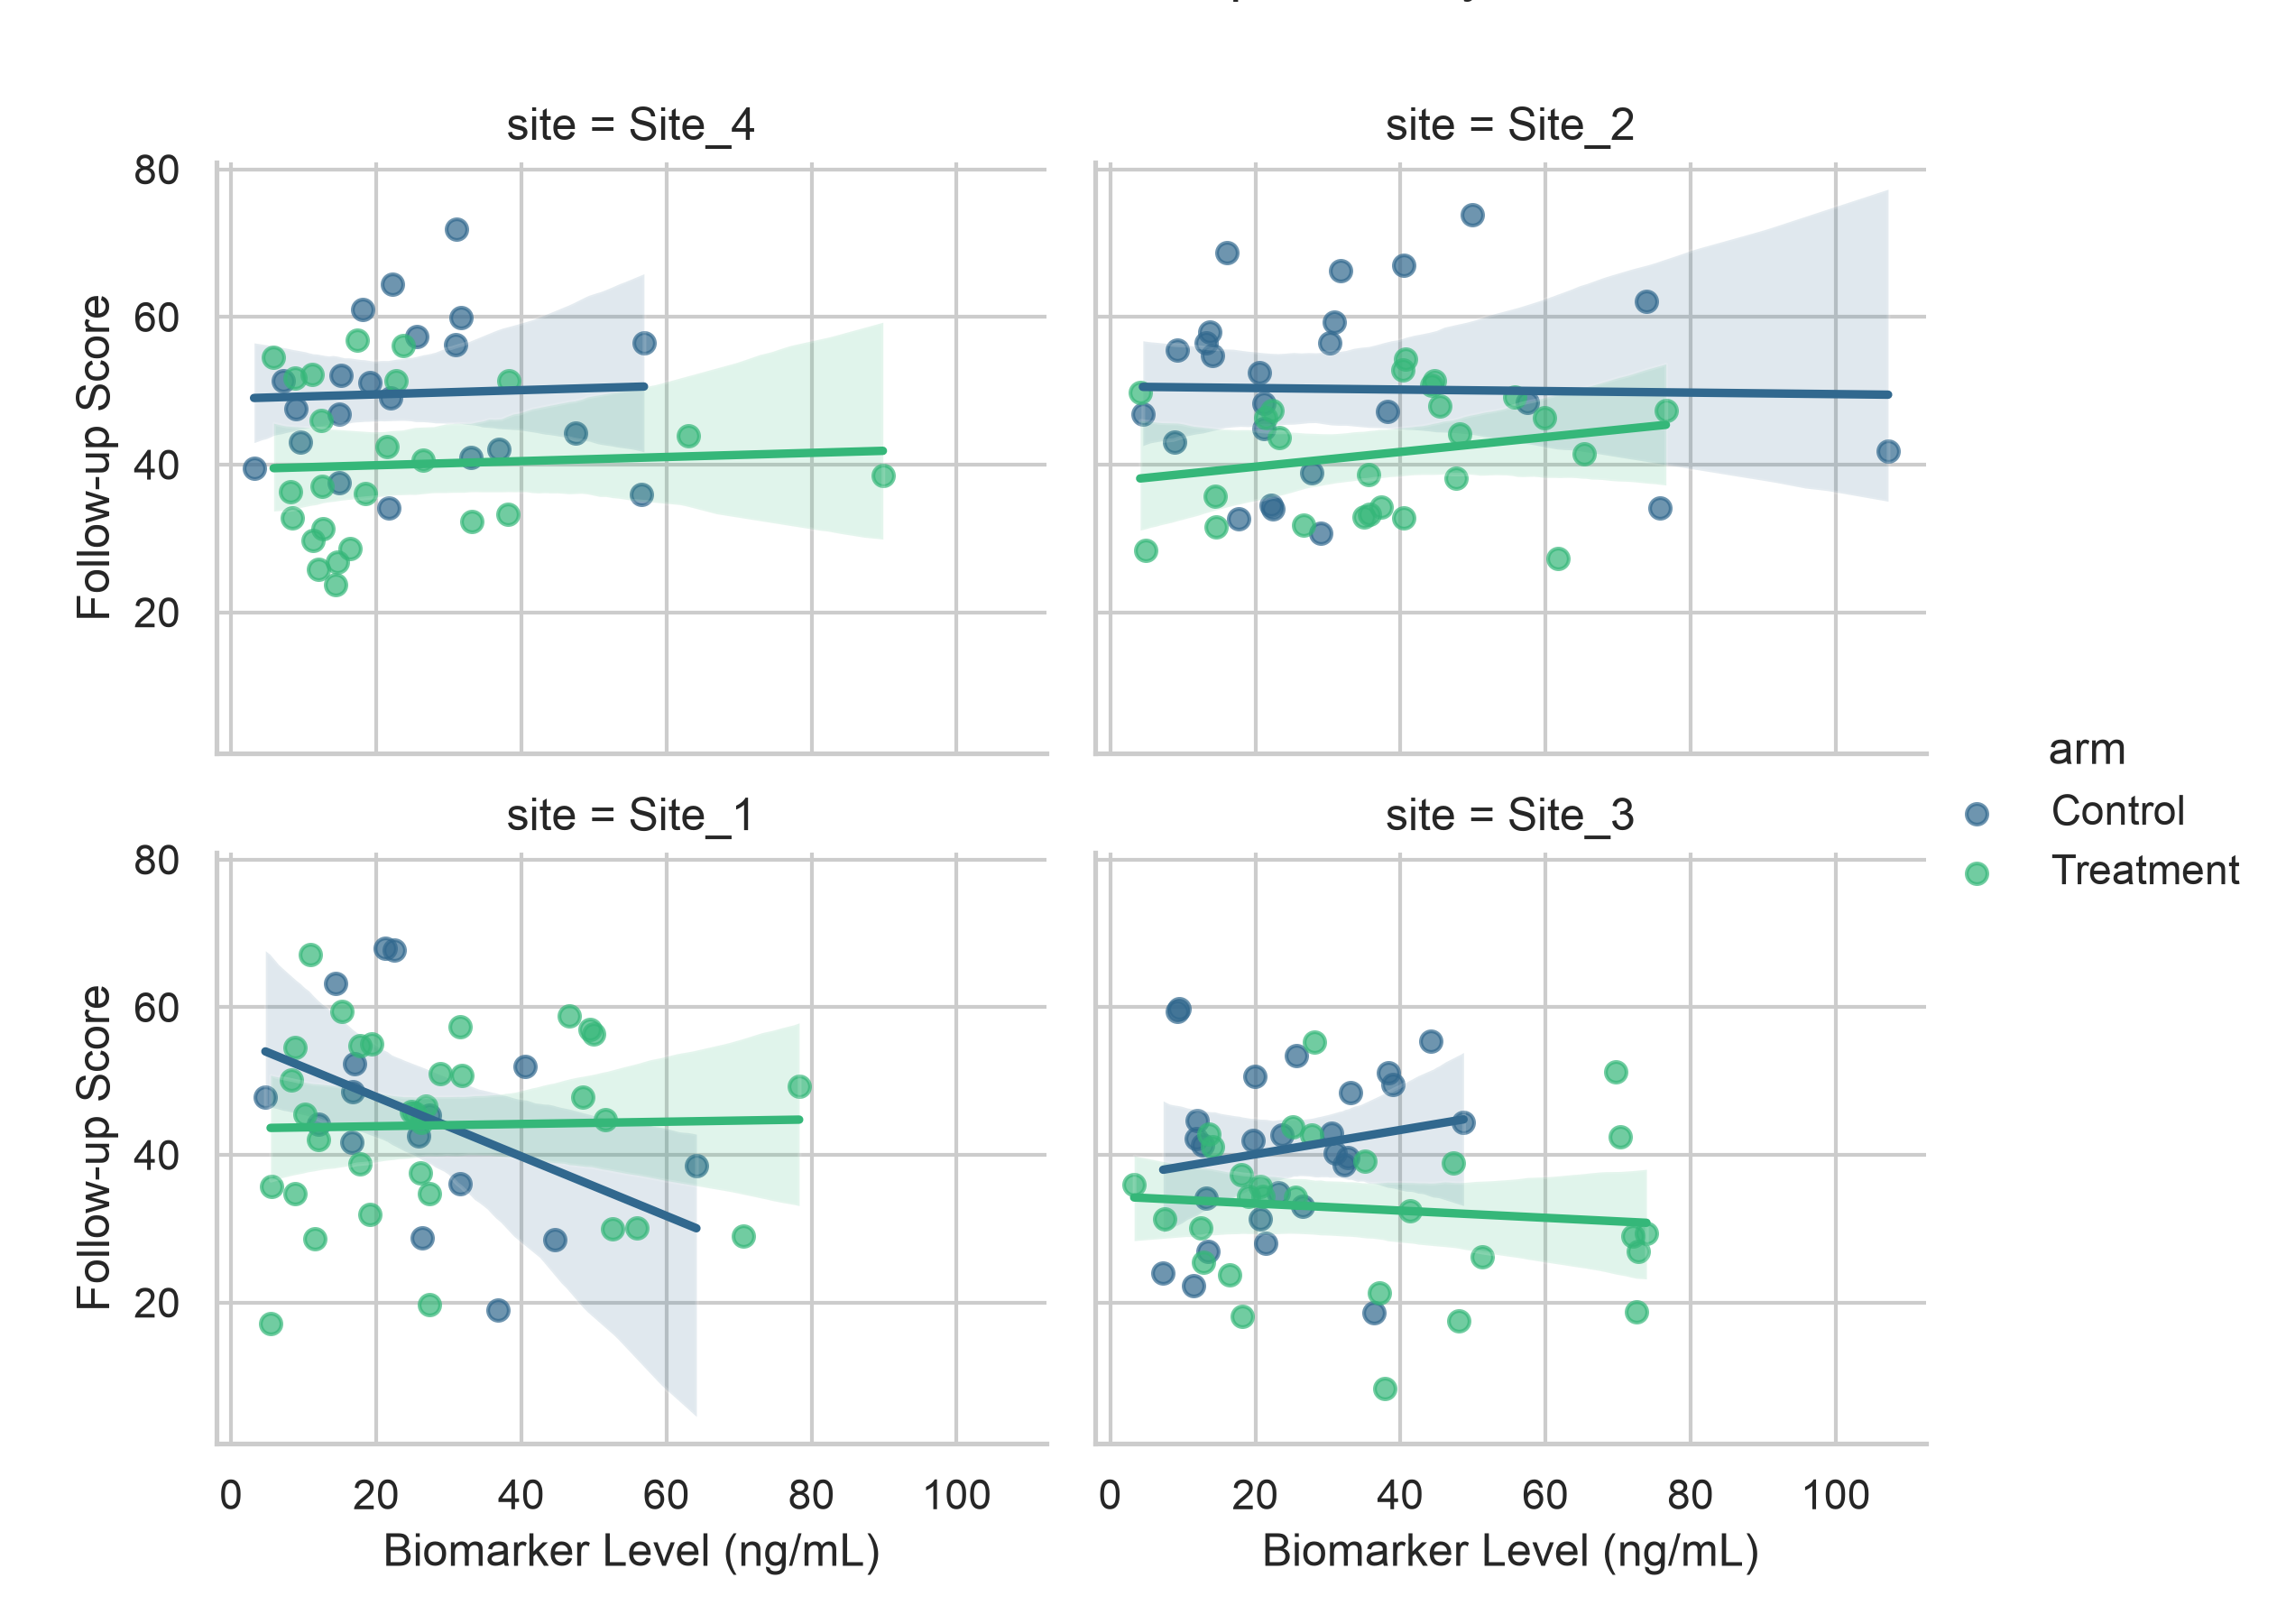 site = Site_4
site = Site_2
80
60
40
20
Follow-up Score
site = Site_1
site = Site_3
80
60
40
20
Follow-up Score
0 20 40 60 80 100
0 20 40 60 80 100
Biomarker Level (ng/mL)
Biomarker Level (ng/mL)
arm
Control
Treatment